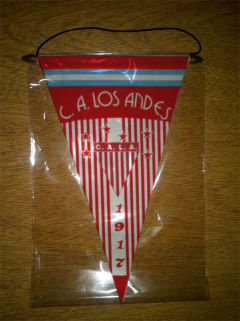 C. A. LOS ANDES
C. A. L. A.
1917